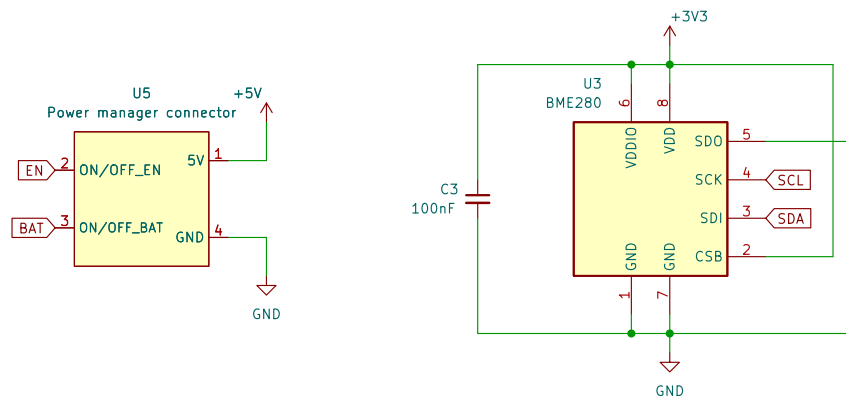 U5
Power manager connector
+5V
EN
2
ON/OFF_EN
5V
1
BAT
3
ON/OFF_BAT
GND
4
GND
+3V3
U3
BME280
6
8
VDDIO
VDD
SDO
5
SCK
4
SCL
SDI
3
SDA
CSB
2
GND
GND
1
7
C3
100nF
GND